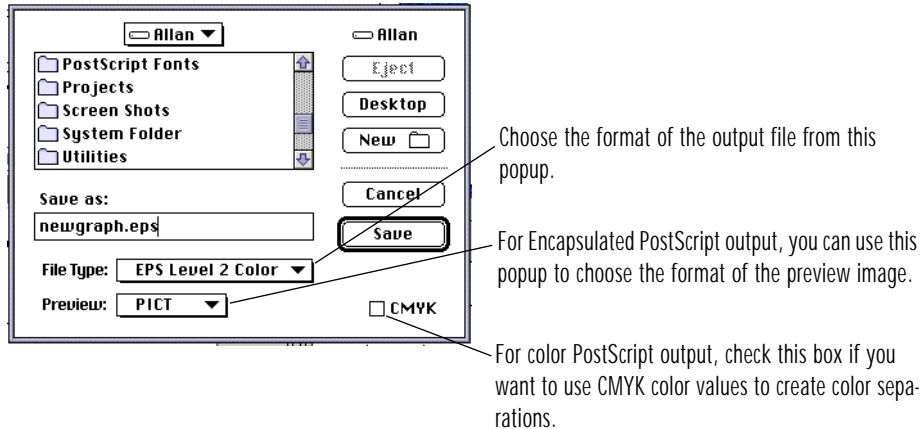 Allan
Allan
PostScript Fonts
Projects
Screen Shots
System Folder
Utilities
Eject
Desktop
New
Cancel
Save
Save as:
newgraph.eps
File Type: EPS Level 2 Color
Preview: PICT
CMYK
Choose the format of the output file from this
popup.
For Encapsulated PostScript output, you can use this
popup to choose the format of the preview image.
For color PostScript output, check this box if you
want to use CMYK color values to create color sepa-
rations.